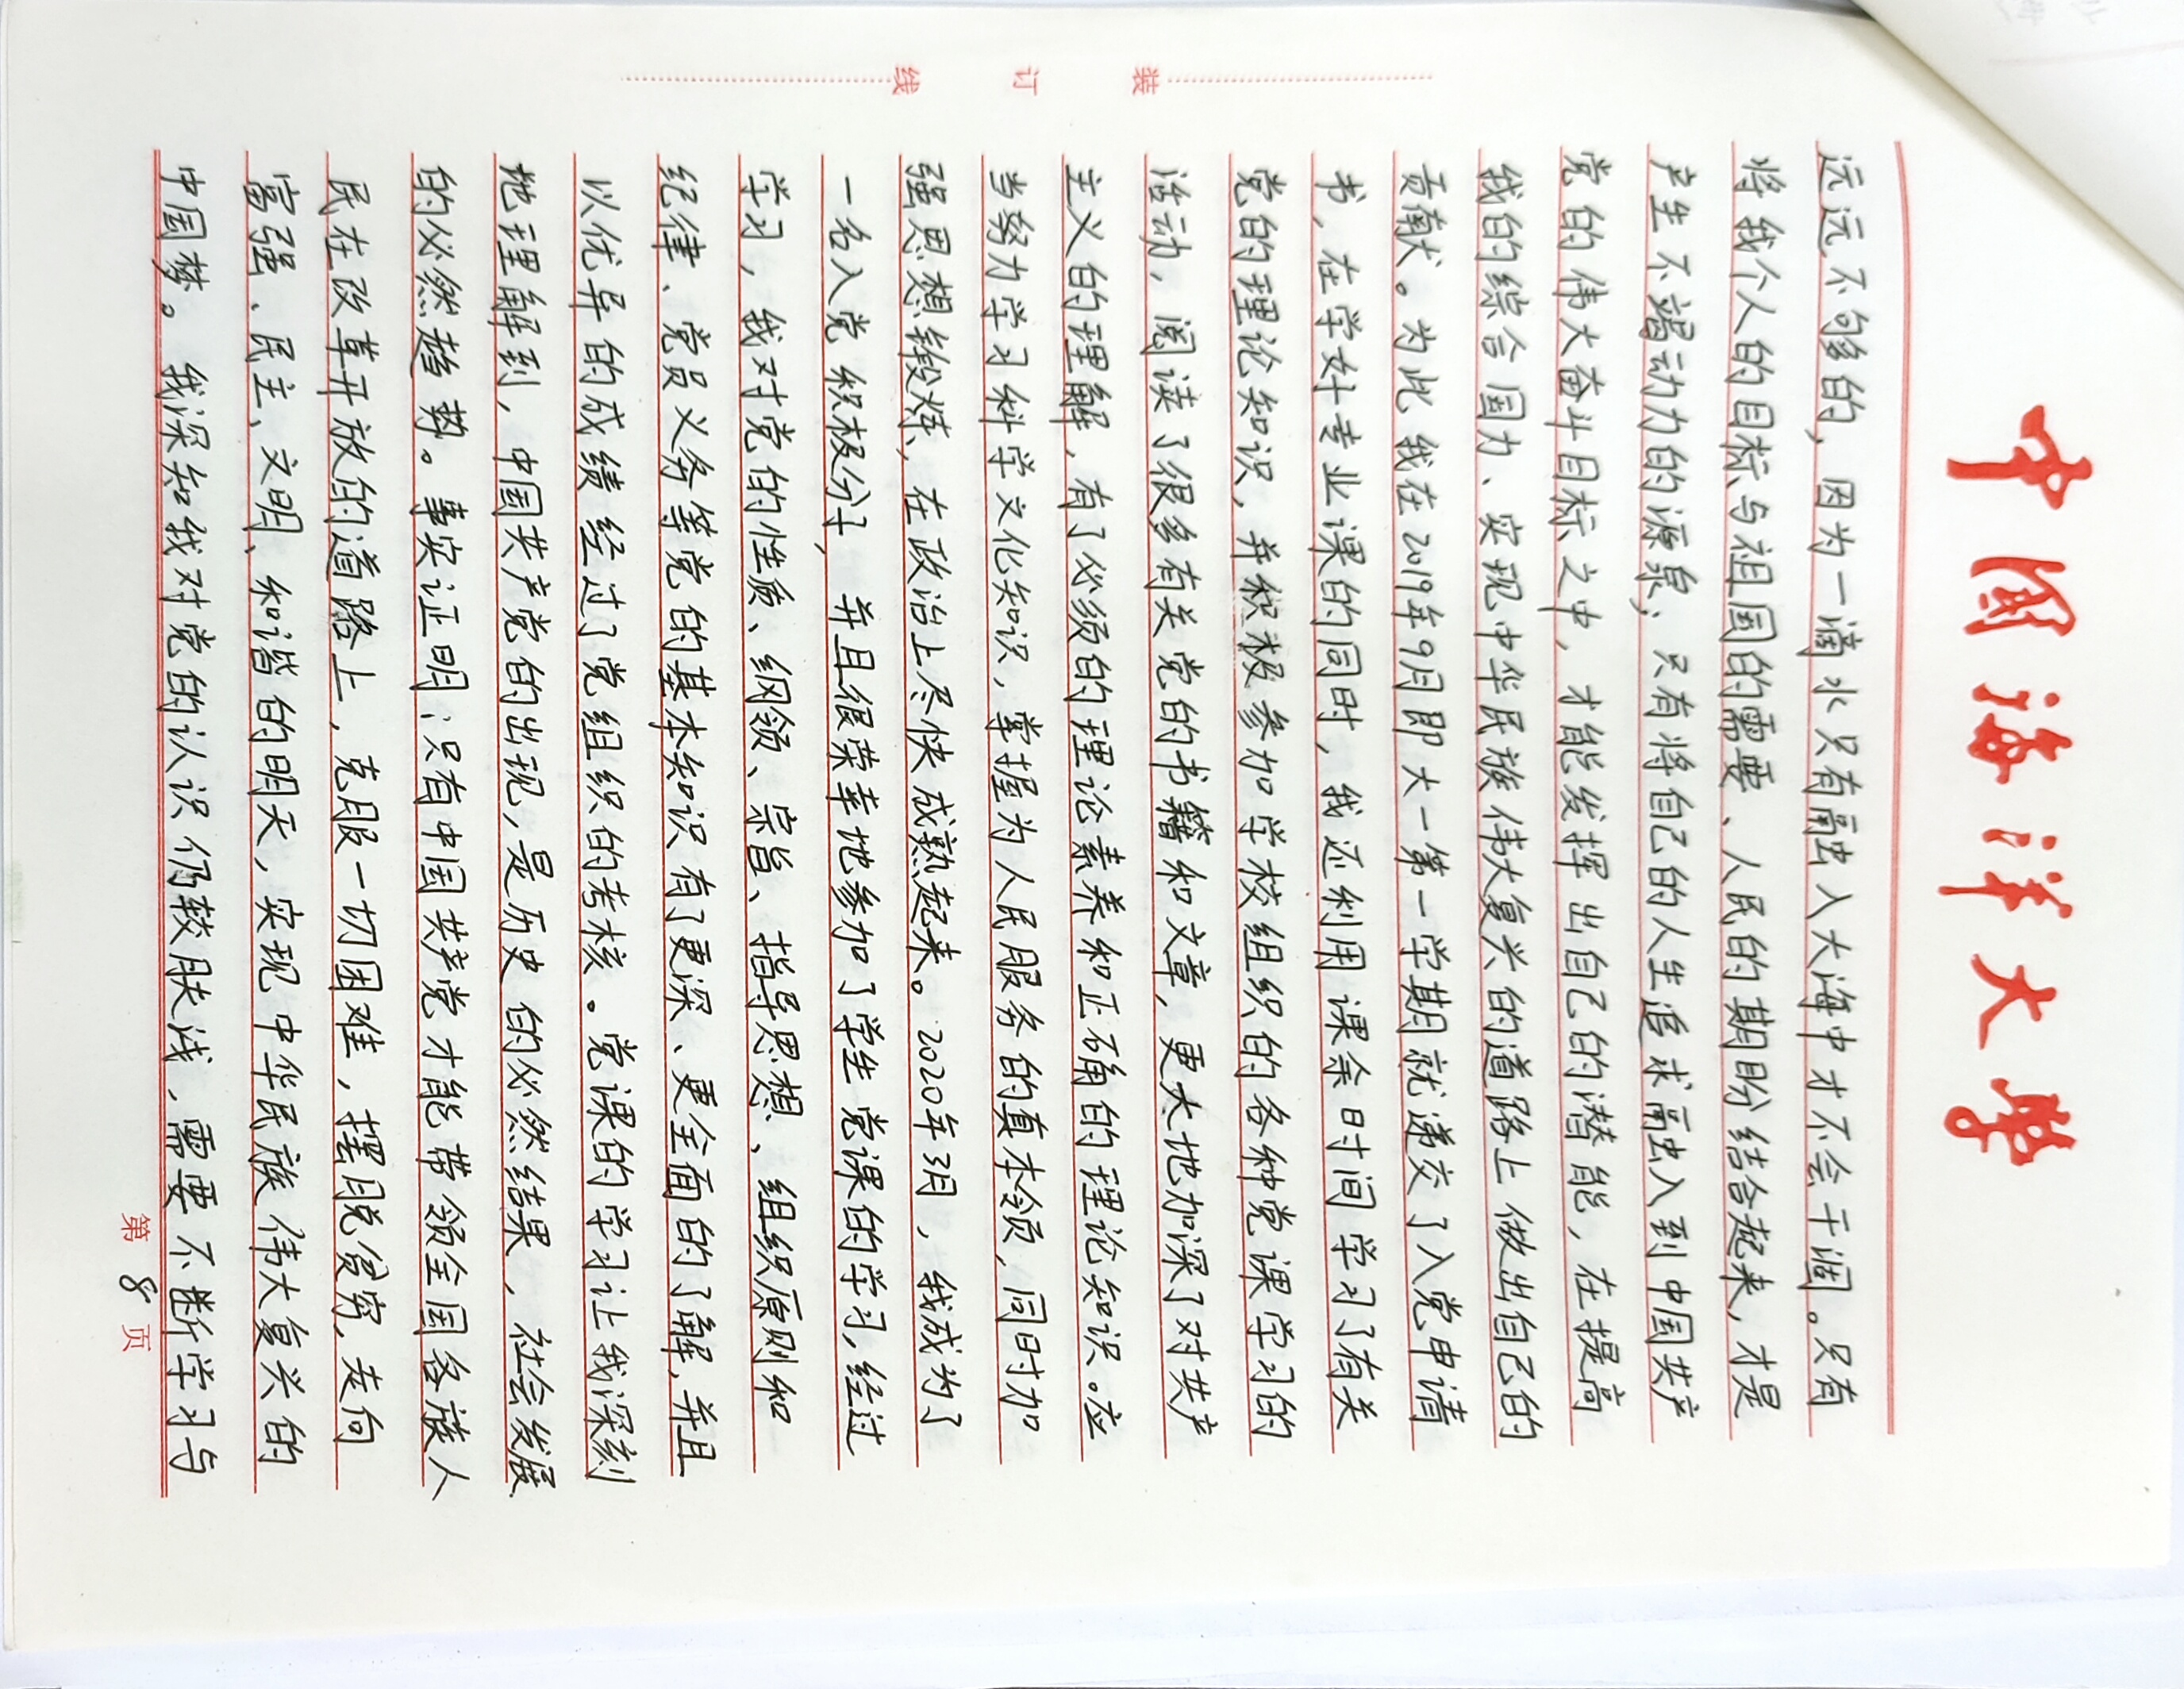 中国海洋大学
远远不够的，因为一滴水只有融入大海中才不会干涸。只有
将我个人的目标与祖国的需要、人民的期盼结合起来，才是
产生不竭动力的源泉；只有将自己的人生追求融入到中国共产
党的伟大奋斗目标之中，才能发挥出自己的潜能，在提高
我的综合国力、实现中华民族伟大复兴的道路上做出自己的
贡献。为此我在2019年9月即大一第一学期就递交了入党申请
书，在学好专业课的同时，我还利用课余时间学习了有关
党的理论知识，并积极参加学校组织的各种党课学习的
活动，阅读了很多有关党的书籍和文章，更大地加深了对共产
主义的理解，有了必须的理论素养和正确的理论知识。应
当努力学习科学文化知识，掌握为人民服务的真本领，同时加
强思想锻炼，在政治上尽快成熟起来。2020年3月，我成为了
一名入党积极分子，并且很荣幸地参加了学生党课的学习，经过
学习，我对党的性质、纲领、宗旨、指导思想、组织原则和
纪律、党员义务等党的基本知识有了更深、更全面的了解，并且
以优异的成绩经过了党组织的考核。党课的学习让我深刻
地理解到，中国共产党的出现，是历史的必然结果，社会发展
的必然趋势。事实证明：只有中国共产党才能带领全国各族人
民在改革开放的道路上，克服一切困难，摆脱贫穷，走向
富强、民主、文明、和谐的明天，实现中华民族伟大复兴的
中国梦。我深知我对党的认识仍较肤浅，需要不断学习与
第 8 页
装
订
线